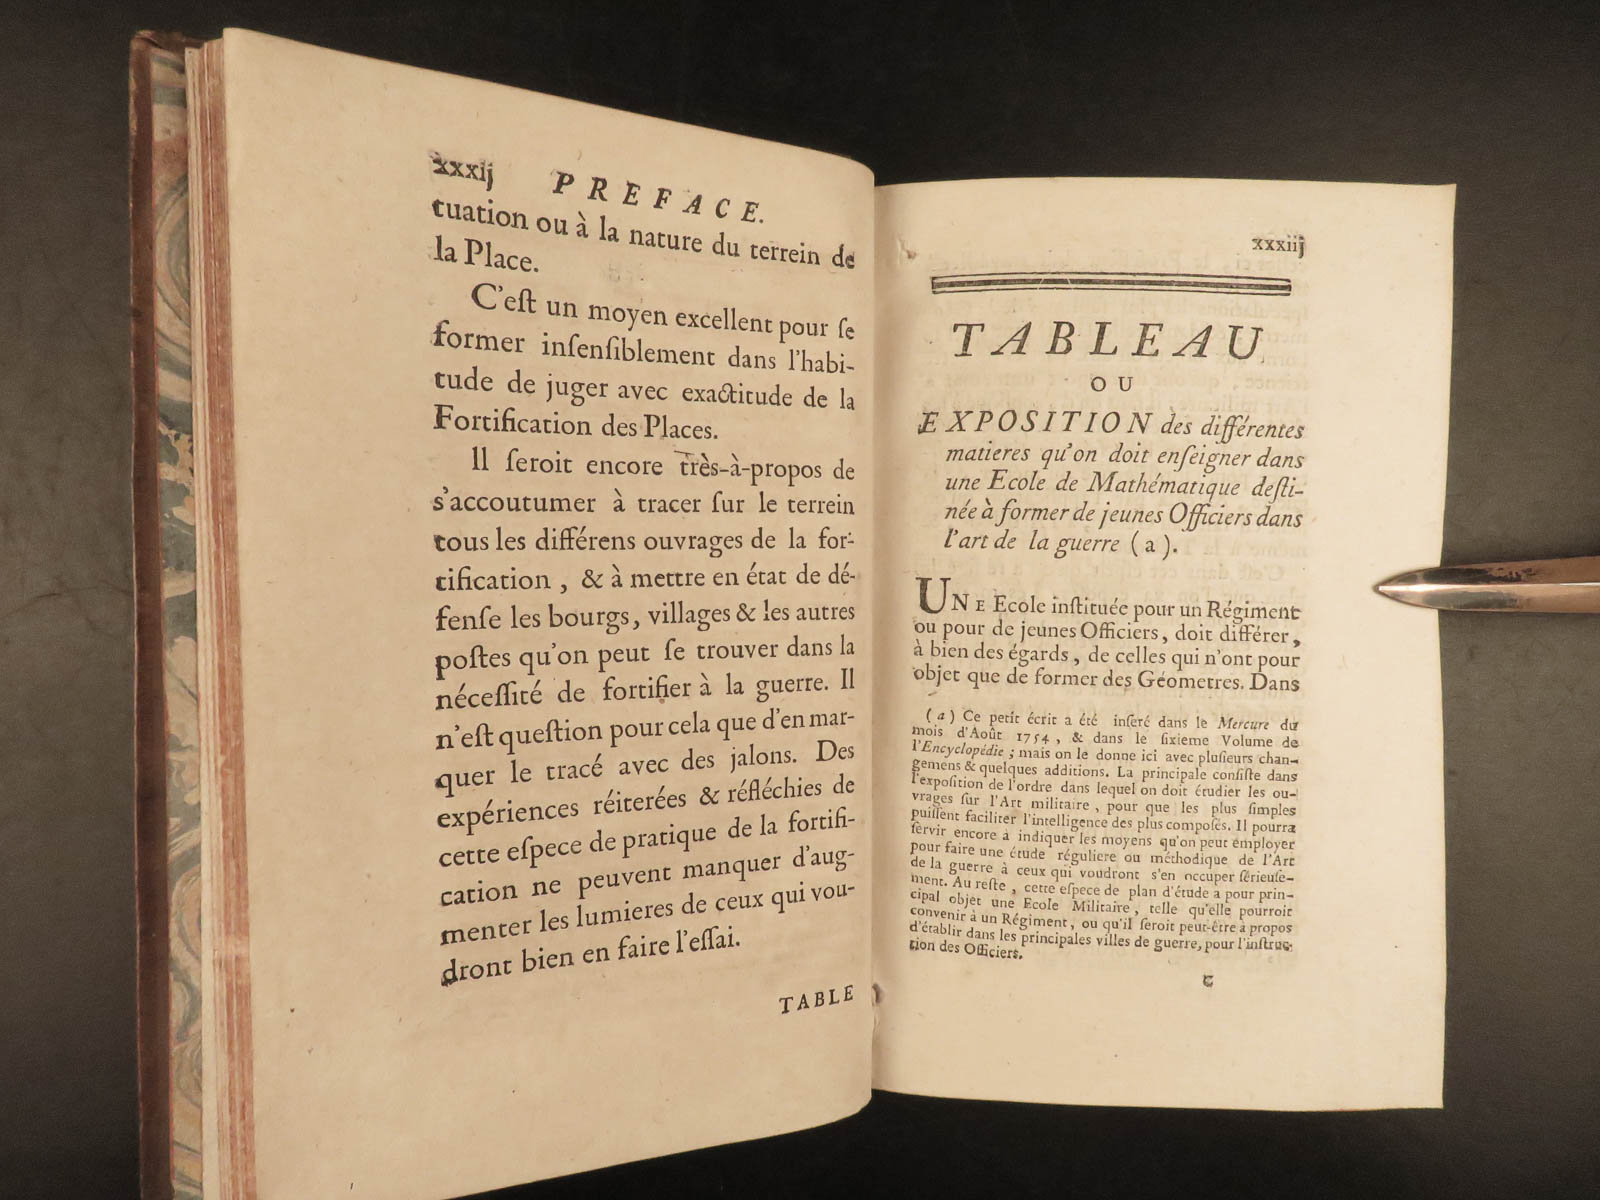 xxxij PREFACE.
tuation ou à la nature du terrein de
la Place.
C'eſt un moyen excellent pour ſe
former inſenſiblement dans l'habi-
tude de juger avec exactitude de la
Fortification des Places.
Il ſeroit encore très-à-propos de
s'accoutumer à tracer ſur le terrein
tous les différens ouvrages de la for-
tification, & à mettre en état de dé-
fenſe les bourgs, villages & les autres
poſtes qu'on peut ſe trouver dans la
néceſſité de fortifier à la guerre. Il
n'eſt queſtion pour cela que d'en mar-
quer le tracé avec des jalons. Des
expériences réiterées & réfléchies de
cette eſpece de pratique de la fortifi-
cation ne peuvent manquer d'aug-
menter les lumieres de ceux qui vou-
dront bien en faire l'eſſai.
TABLE
xxxiij
TABLEAU
OU
EXPOSITION des différentes
matieres qu'on doit enſeigner dans
une Ecole de Mathématique deſti-
née à former de jeunes Officiers dans
l'art de la guerre (a).
UNE Ecole inſtituée pour un Régiment
ou pour de jeunes Officiers, doit différer,
à bien des égards, de celles qui n'ont pour
objet que de former des Géometres. Dans
(a) Ce petit écrit a été inſeré dans le Mercure du
mois d'Août 1754, & dans le ſixieme Volume de
l'Encyclopédie; mais on le donne ici avec pluſieurs chan-
gemens & quelques additions. La principale conſiſte dans
l'expoſition de l'ordre dans lequel on doit étudier les ou-
vrages ſur l'Art militaire, pour que les plus ſimples
puiſſent faciliter l'intelligence des plus compoſés. Il pourra
ſervir encore à indiquer les moyens qu'on peut employer
pour faire une étude réguliere ou méthodique de l'Art
de la guerre à ceux qui voudront s'en occuper ſérieuſe-
ment. Au reſte, cette eſpece de plan d'étude a pour prin-
cipal objet une Ecole Militaire, telle qu'elle pourroit
convenir à un Régiment, ou qu'il ſeroit peut-être à propos
d'établir dans les principales villes de guerre, pour l'inſtruc-
tion des Officiers.
c